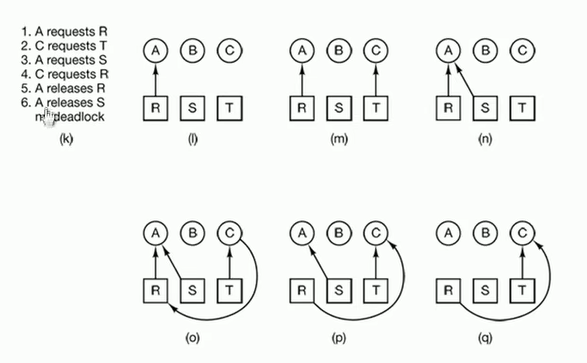 1. A requests R
2. C requests T
3. A requests S
4. C requests R
5. A releases R
6. A releases S
deadlock
(k)
A B C
R S T
(l)
A B C
R S T
(m)
A B C
R S T
(n)
A B C
R S T
(o)
A B C
R S T
(p)
A B C
R S T
(q)